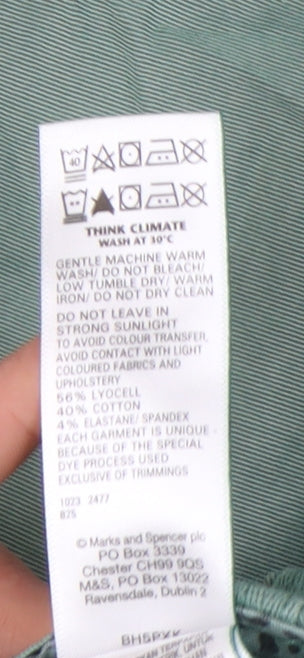 40
THINK CLIMATE
WASH AT 30°C
GENTLE MACHINE WARM
WASH/ DO NOT BLEACH/
LOW TUMBLE DRY/ WARM
IRON/ DO NOT DRY CLEAN
DO NOT LEAVE IN
STRONG SUNLIGHT
TO AVOID COLOUR TRANSFER,
AVOID CONTACT WITH LIGHT
COLOURED FABRICS AND
UPHOLSTERY
56% LYOCELL
40% COTTON
4% ELASTANE/ SPANDEX
EACH GARMENT IS UNIQUE
BECAUSE OF THE SPECIAL
DYE PROCESS USED
EXCLUSIVE OF TRIMMINGS
1023 2477
825
© Marks and Spencer plc
PO Box 3339
Chester CH99 9QS
M&S, PO Box 13022
Ravensdale, Dublin 2
UNTUK